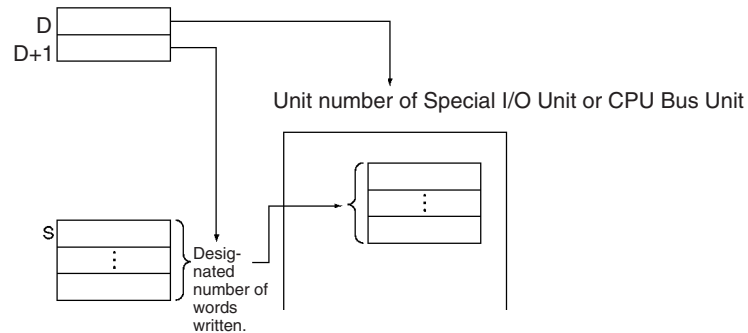 D
D+1
Unit number of Special I/O Unit or CPU Bus Unit
S
Desig-
nated
number of
words
written.